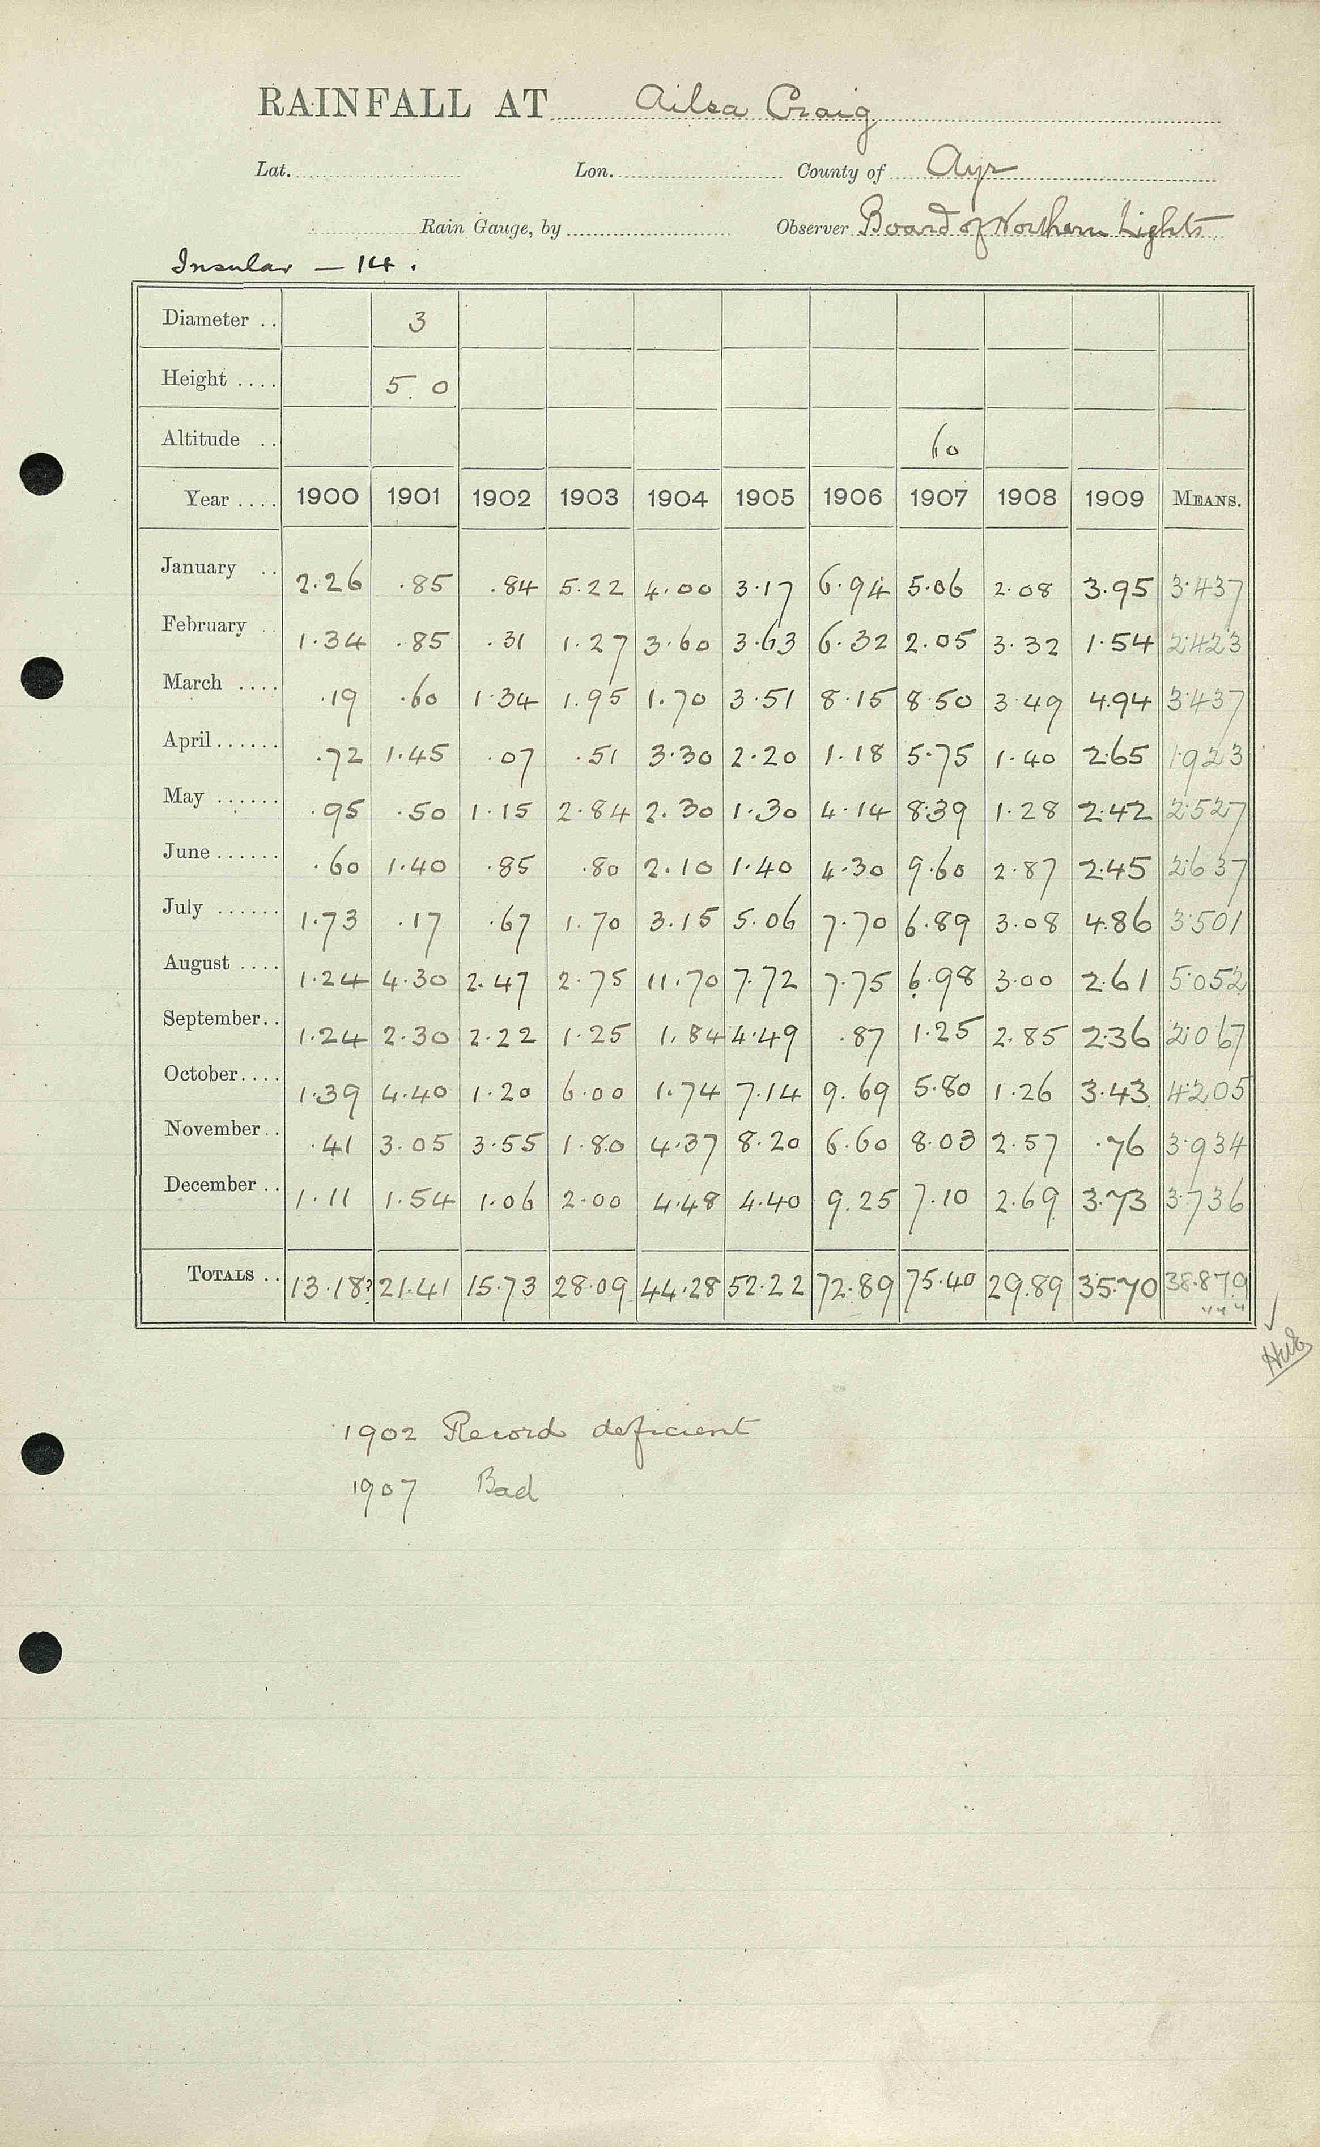 RAINFALL AT Ailsa Craig
Lat. Lon. County of Ayr
Rain Gauge, by Observer Board of Northern Lights
Insular – 14.
Diameter .. 3
Height .... 5 0
Altitude .. 60
Year .... 1900 1901 1902 1903 1904 1905 1906 1907 1908 1909 MEANS.
January .. 2.26 .85 .84 5.22 4.00 3.17 6.94 5.06 2.08 3.95 3.437
February .. 1.34 .85 .31 1.27 3.60 3.63 6.32 2.05 3.32 1.54 2.423
March .... .19 .60 1.34 1.95 1.70 3.51 8.15 8.50 3.49 4.94 3.437
April ...... .72 1.45 .07 .51 3.30 2.20 1.18 5.75 1.40 2.65 1.923
May ...... .95 .50 1.15 2.84 2.30 1.30 4.14 8.39 1.28 2.42 2.527
June ...... .60 1.40 .85 .80 2.10 1.40 4.30 9.60 2.87 2.45 2.637
July ...... 1.73 .17 .67 1.70 3.15 5.06 7.70 6.89 3.08 4.86 3.501
August .... 1.24 4.30 2.47 2.75 11.70 7.72 7.75 6.98 3.00 2.61 5.052
September .. 1.24 2.30 2.22 1.25 1.84 4.49 .87 1.25 2.85 2.36 2.067
October .... 1.39 4.40 1.20 6.00 1.74 7.14 9.69 5.80 1.26 3.43 4.205
November .. .41 3.05 3.55 1.80 4.37 8.20 6.60 8.03 2.57 .76 3.934
December .. 1.11 1.54 1.06 2.00 4.48 4.40 9.25 7.10 2.69 3.73 3.736
TOTALS .. 13.18? 21.41 15.73 28.09 44.28 52.22 72.89 75.40 29.89 35.70 38.879
1902 Record deficient
1907 Bad